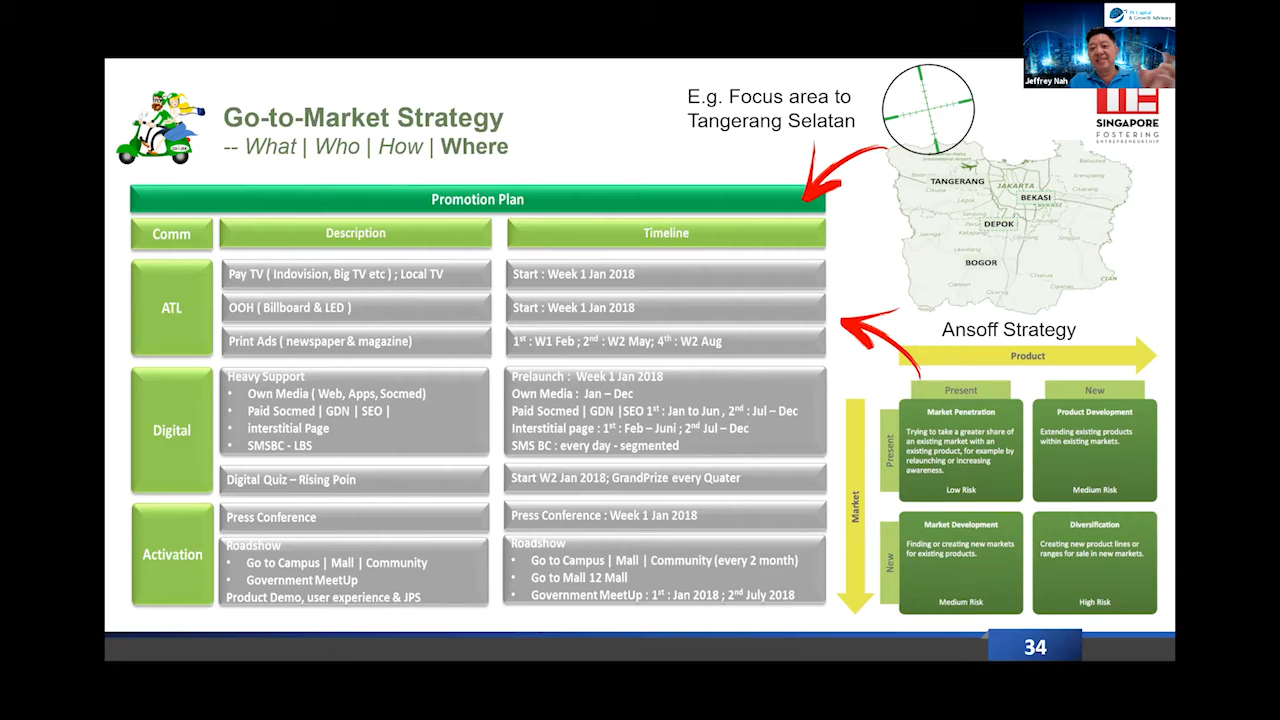 & Growth Advisory
Jeffrey Nah
SINGAPORE
FOSTERING
ENTREPRENEURSHIP
E.g. Focus area to
Tangerang Selatan
Go-to-Market Strategy
-- What | Who | How | Where
Promotion Plan
Comm
Description
Timeline
ATL
Pay TV ( Indovision, Big TV etc ) ; Local TV
Start : Week 1 Jan 2018
OOH ( Billboard & LED )
Start : Week 1 Jan 2018
Print Ads ( newspaper & magazine)
1st : W1 Feb ; 2nd : W2 May; 4th : W2 Aug
Digital
Heavy Support
• Own Media ( Web, Apps, Socmed)
• Paid Socmed | GDN | SEO |
• interstitial Page
• SMSBC - LBS
Prelaunch : Week 1 Jan 2018
Own Media : Jan – Dec
Paid Socmed | GDN |SEO 1st : Jan to Jun , 2nd : Jul – Dec
Interstitial page : 1st : Feb – Juni ; 2nd Jul – Dec
SMS BC : every day - segmented
Digital Quiz – Rising Poin
Start W2 Jan 2018; GrandPrize every Quater
Activation
Press Conference
Press Conference : Week 1 Jan 2018
Roadshow
• Go to Campus | Mall | Community
• Government MeetUp
Product Demo, user experience & JPS
Roadshow
• Go to Campus | Mall | Community (every 2 month)
• Go to Mall 12 Mall
• Government MeetUp : 1st : Jan 2018 ; 2nd July 2018
TANGERANG
JAKARTA
BEKASI
BEKASI
DEPOK
BOGOR
Ansoff Strategy
Product
Present
New
Market
Present
Market Penetration
Trying to take a greater share of
an existing market with an
existing product, for example by
relaunching or increasing
awareness.
Low Risk
Product Development
Extending existing products
within existing markets.
Medium Risk
New
Market Development
Finding or creating new markets
for existing products.
Medium Risk
Diversification
Creating new product lines or
ranges for sale in new markets.
High Risk
34